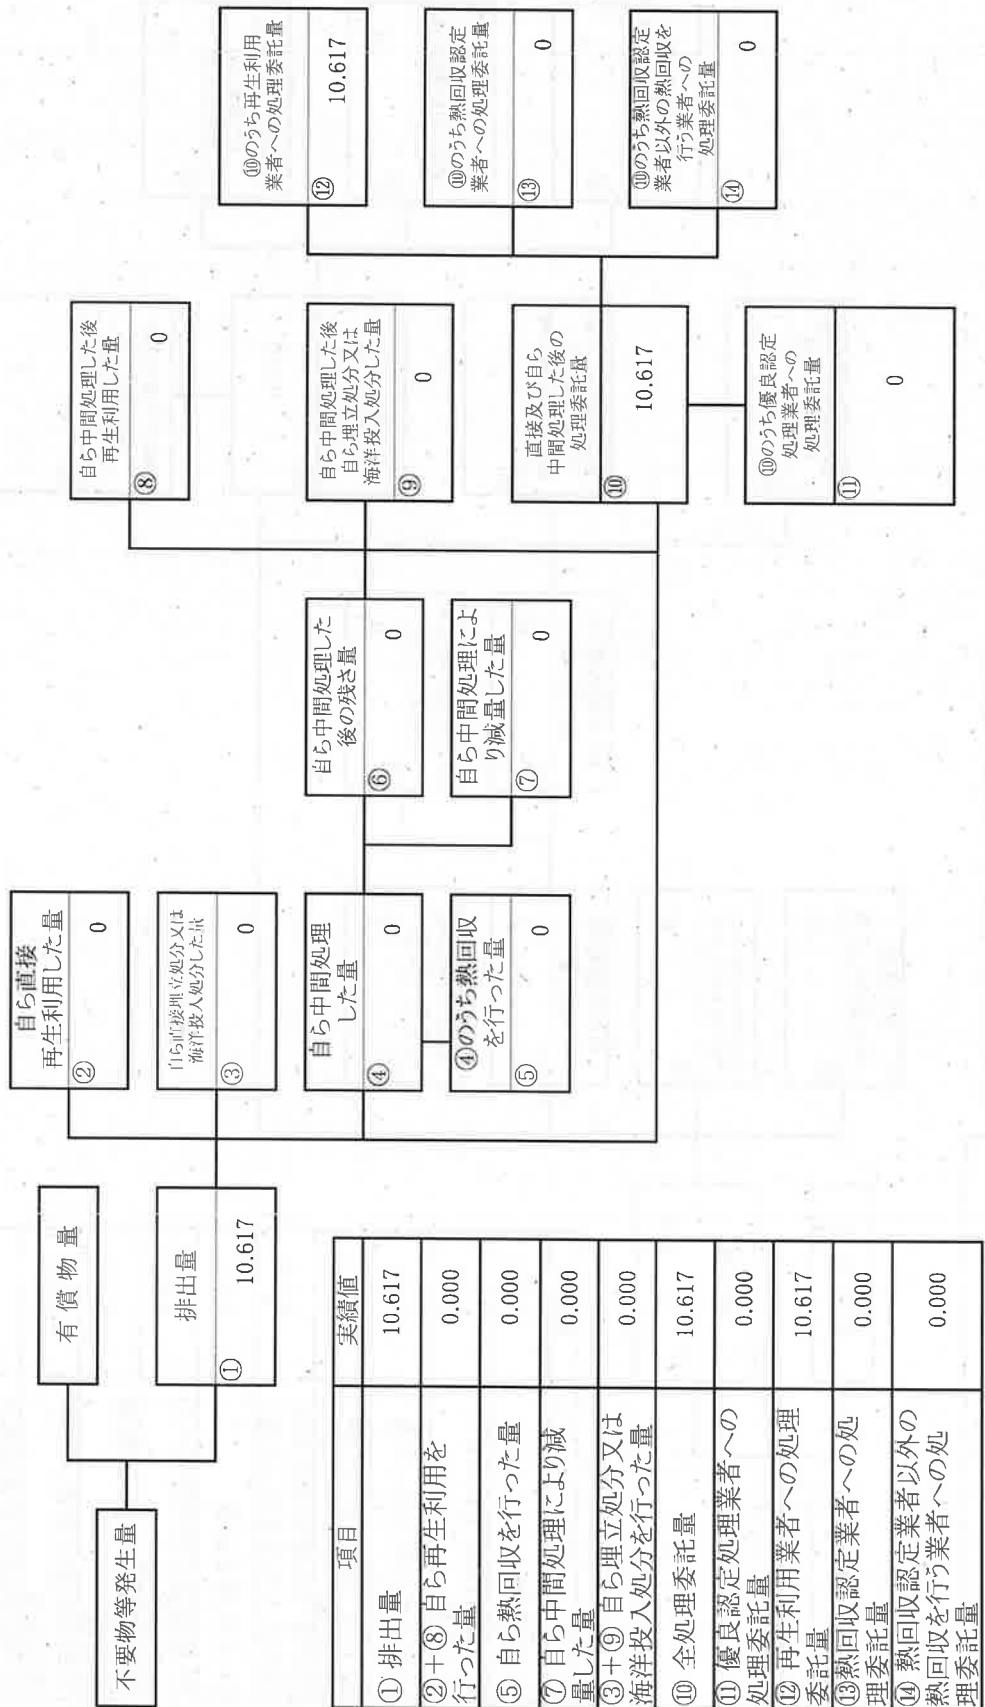 不要物等発生量
有償物量
排出量
①
10.617
自ら直接
再生利用した量
②
0
自ら直接埋立処分又は
海洋投入処分した量
③
0
自ら中間処理
した量
④
0
④のうち熱回収
を行った量
⑤
0
自ら中間処理した
後の残さ量
⑥
0
自ら中間処理によ
り減量した量
⑦
0
自ら中間処理した後
再生利用した量
⑧
0
自ら中間処理した後
自ら埋立処分又は
海洋投入処分した量
⑨
0
直接及び自ら
中間処理した後の
処理委託量
⑩
10.617
⑩のうち優良認定
処理業者への
処理委託量
⑪
0
⑩のうち再生利用
業者への処理委託量
⑫
10.617
⑩のうち熱回収認定
業者への処理委託量
⑬
0
⑩のうち熱回収認定
業者以外の熱回収を
行う業者への
処理委託量
⑭
0
項目 実績値
① 排出量 10.617
②+⑧ 自ら再生利用を
行った量 0.000
⑤ 自ら熱回収を行った量 0.000
⑦ 自ら中間処理により減
量した量 0.000
③+⑨ 自ら埋立処分又は
海洋投入処分を行った量 0.000
⑩ 全処理委託量 10.617
⑪ 優良認定処理業者への
処理委託量 0.000
⑫ 再生利用業者への処理
委託量 10.617
⑬熱回収認定業者への処
理委託量 0.000
⑭ 熱回収認定業者以外の
熱回収を行う業者への処
理委託量 0.000